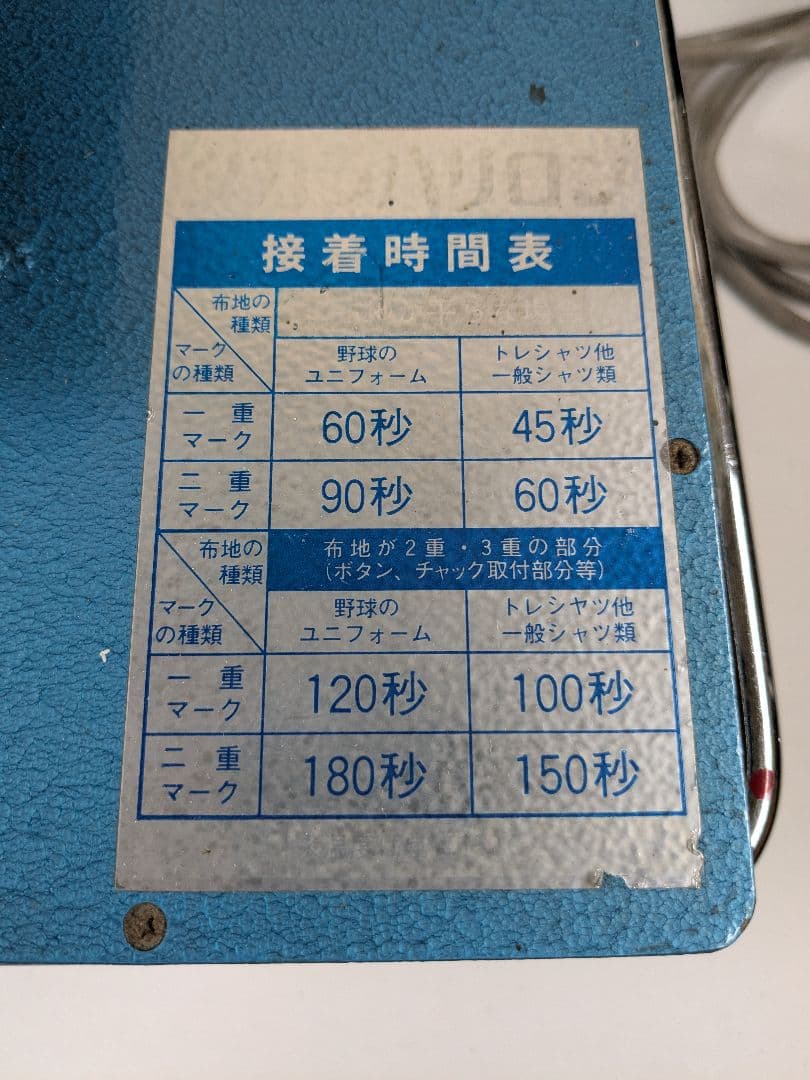 接着時間表
布地の
種類
マーク
の種類
野球の
ユニフォーム
トレシャツ他
一般シャツ類
一重
マーク
60秒
45秒
二重
マーク
90秒
60秒
布地の
種類
布地が2重・3重の部分
(ボタン、チャック取付部分等)
マーク
の種類
野球の
ユニフォーム
トレシヤツ他
一般シャツ類
一重
マーク
120秒
100秒
二重
マーク
180秒
150秒